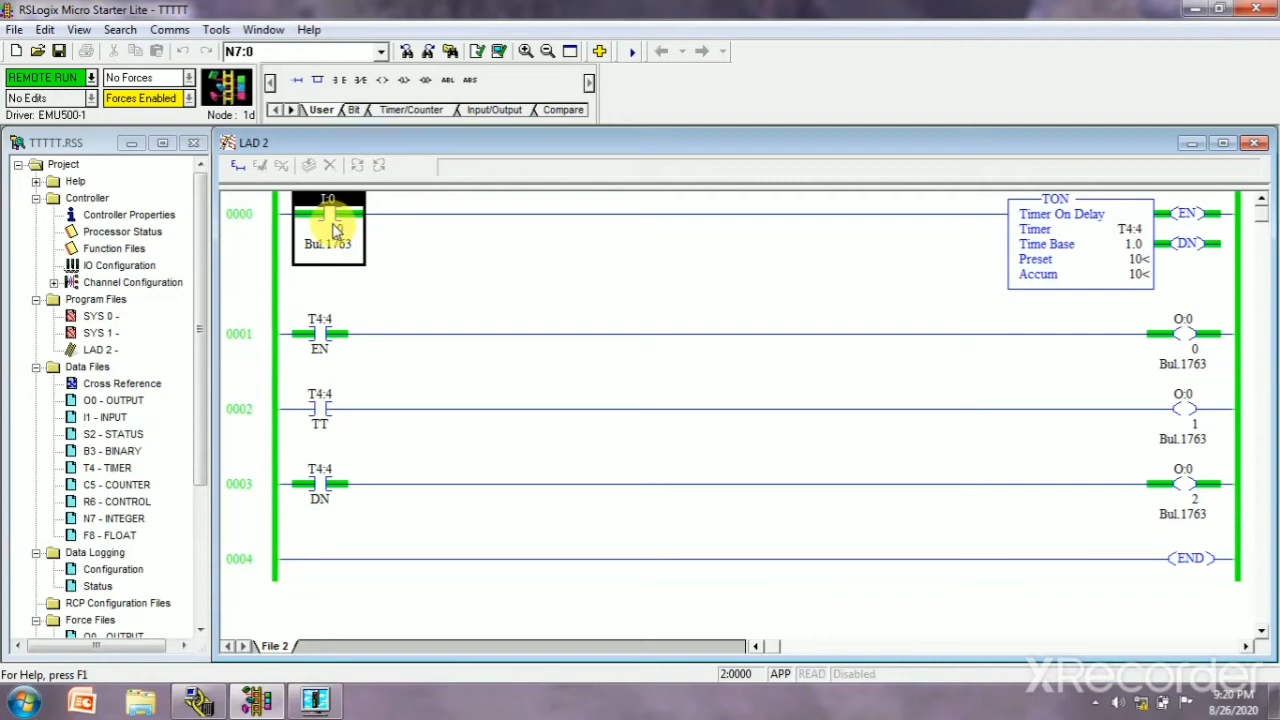 RSLogix Micro Starter Lite - TTTTT
File Edit View Search Comms Tools Window Help
N7:0
REMOTE RUN No Forces
No Edits Forces Enabled
Driver: EMU500-1 Node : 1d
ABL ABS
User Bit Timer/Counter Input/Output Compare
TTTTT.RSS
Project
Help
Controller
Controller Properties
Processor Status
Function Files
IO Configuration
Channel Configuration
Program Files
SYS 0 -
SYS 1 -
LAD 2 -
Data Files
Cross Reference
O0 - OUTPUT
I1 - INPUT
S2 - STATUS
B3 - BINARY
T4 - TIMER
C5 - COUNTER
R6 - CONTROL
N7 - INTEGER
F8 - FLOAT
Data Logging
Configuration
Status
RCP Configuration Files
Force Files
O0 - OUTPUT
LAD 2
I:0
0000
Bul.1763
TON
Timer On Delay
Timer T4:4
Time Base 1.0
Preset 10<
Accum 10<
EN
DN
T4:4 O:0
0001
EN 0
Bul.1763
T4:4 O:0
0002
TT 1
Bul.1763
T4:4 O:0
0003
DN 2
Bul.1763
0004 END
File 2
For Help, press F1 2:0000 APP READ Disabled
XRecorder
9:20 PM
8/26/2020